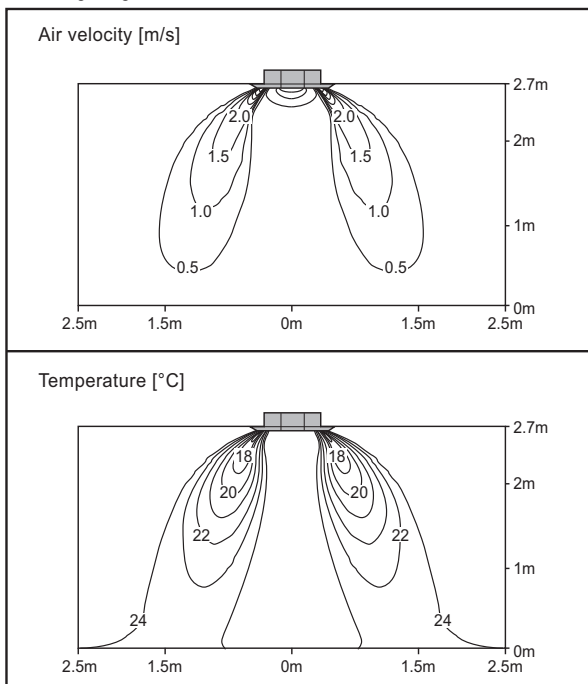 Air velocity [m/s]
2.7m
2.0 2.0
2m
1.5 1.5
1.0 1.0
1m
0.5 0.5
0m
2.5m 1.5m 0m 1.5m 2.5m
Temperature [°C]
2.7m
18 18
20 20
2m
22 22
1m
24 24
0m
2.5m 1.5m 0m 1.5m 2.5m